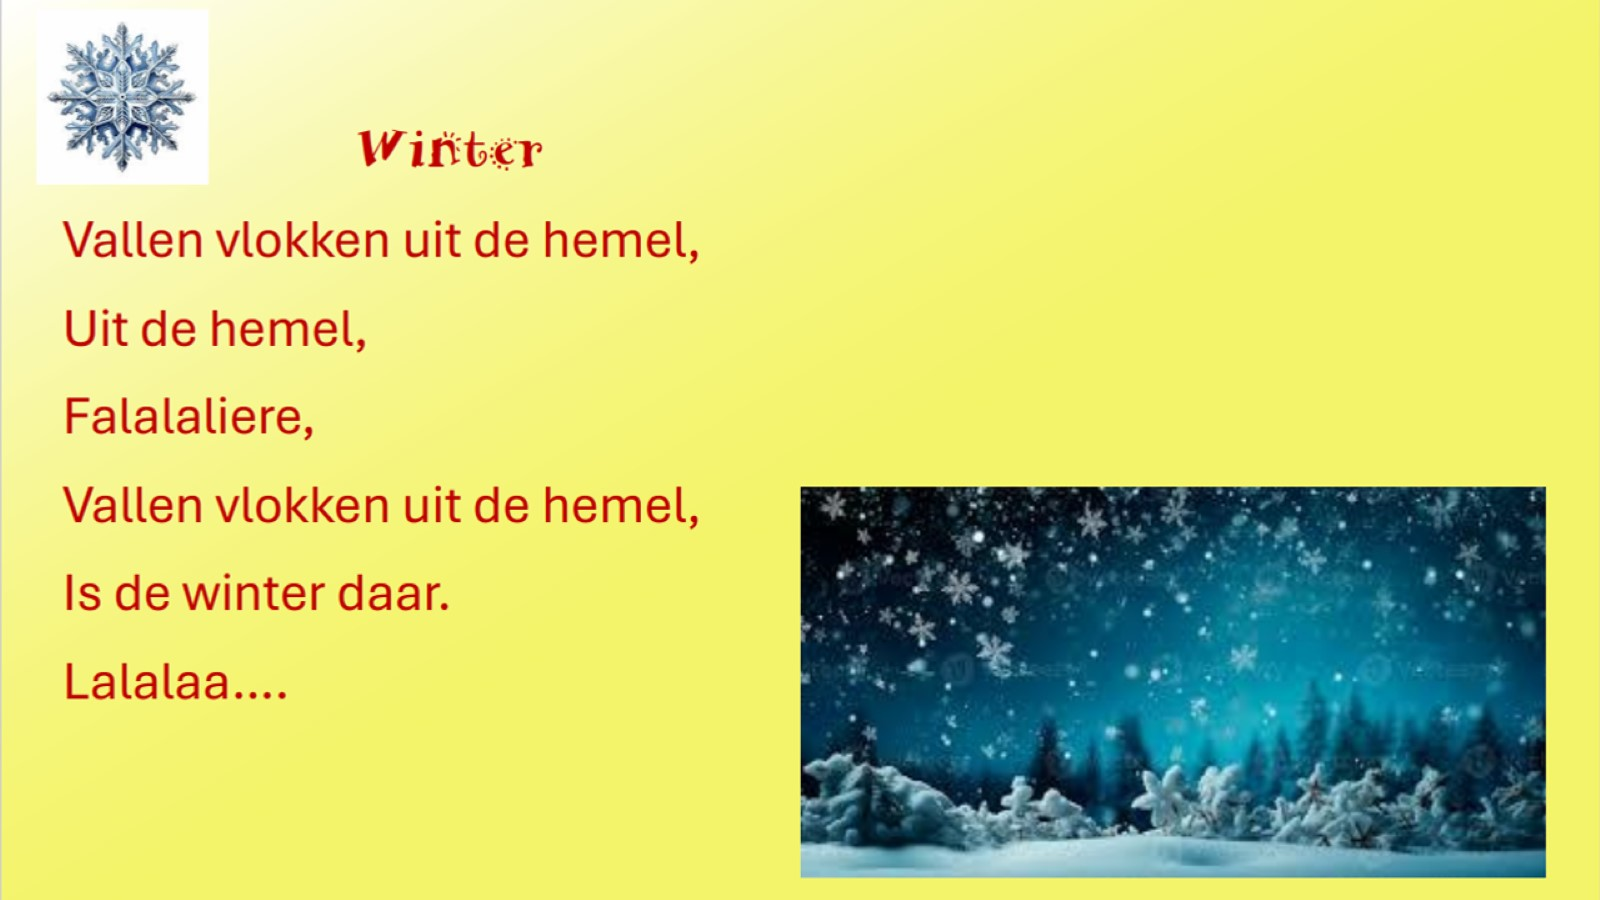 Winter
Vallen vlokken uit de hemel,
Uit de hemel,
Falalaliere,
Vallen vlokken uit de hemel,
Is de winter daar.
Lalalaa....